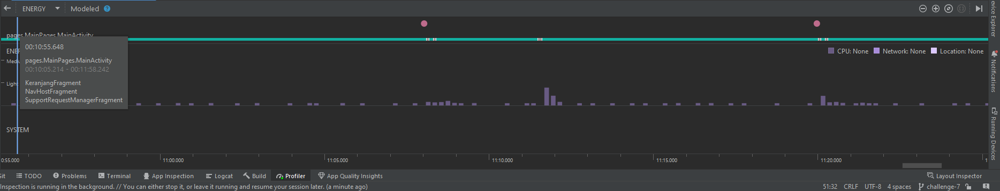 ENERGY Modeled ?
pages.MainPages.MainActivity
00:10:55.648
pages.MainPages.MainActivity
00:10:05.214 - 00:11:58.242
KeranjangFragment
NavHostFragment
SupportRequestManagerFragment
CPU: None Network: None Location: None
Light
SYSTEM
0:55.000 11:00.000 11:05.000 11:10.000 11:15.000 11:20.000 1
Git TODO Problems Terminal App Inspection Logcat Build Profiler App Quality Insights Layout Inspector
Inspection is running in the background. // You can either stop it, or leave it running and resume your session later. (a minute ago) 51:32 CRLF UTF-8 4 spaces challenge-7
evice Explorer
Notifications
Running Devices